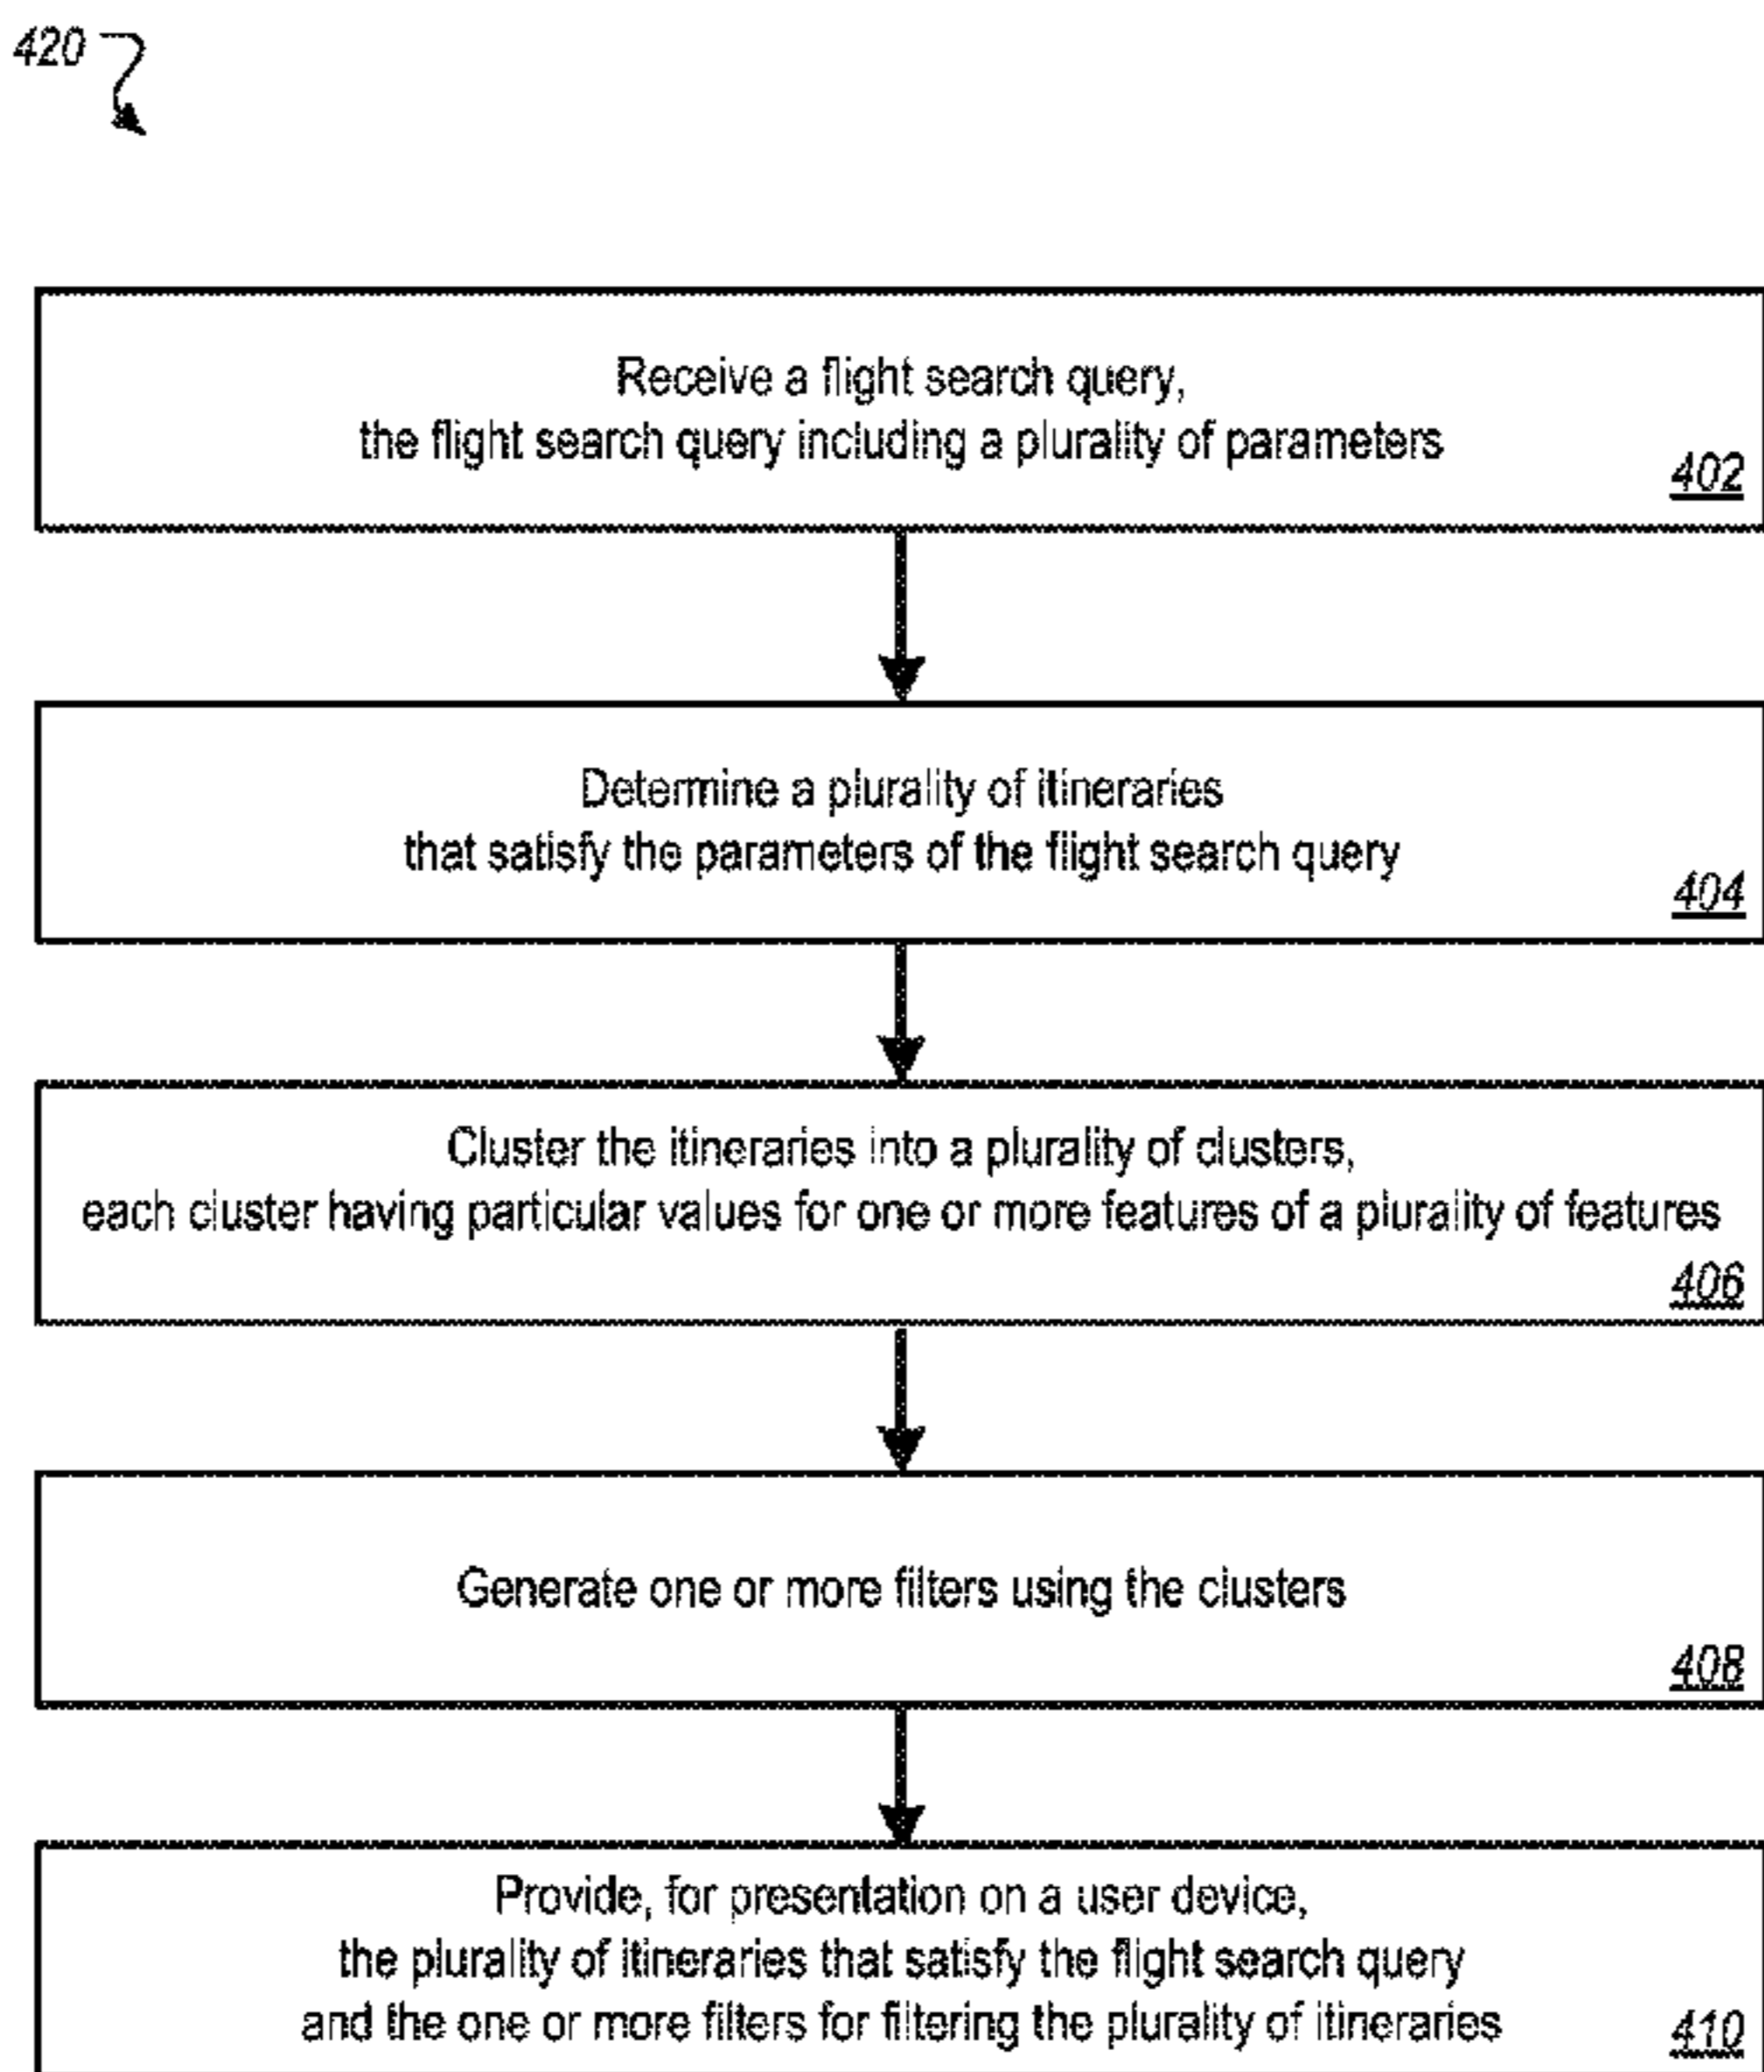 420
Receive a flight search query,
the flight search query including a plurality of parameters
402
Determine a plurality of itineraries
that satisfy the parameters of the flight search query
404
Cluster the itineraries into a plurality of clusters,
each cluster having particular values for one or more features of a plurality of features
406
Generate one or more filters using the clusters
408
Provide, for presentation on a user device,
the plurality of itineraries that satisfy the flight search query
and the one or more filters for filtering the plurality of itineraries
410